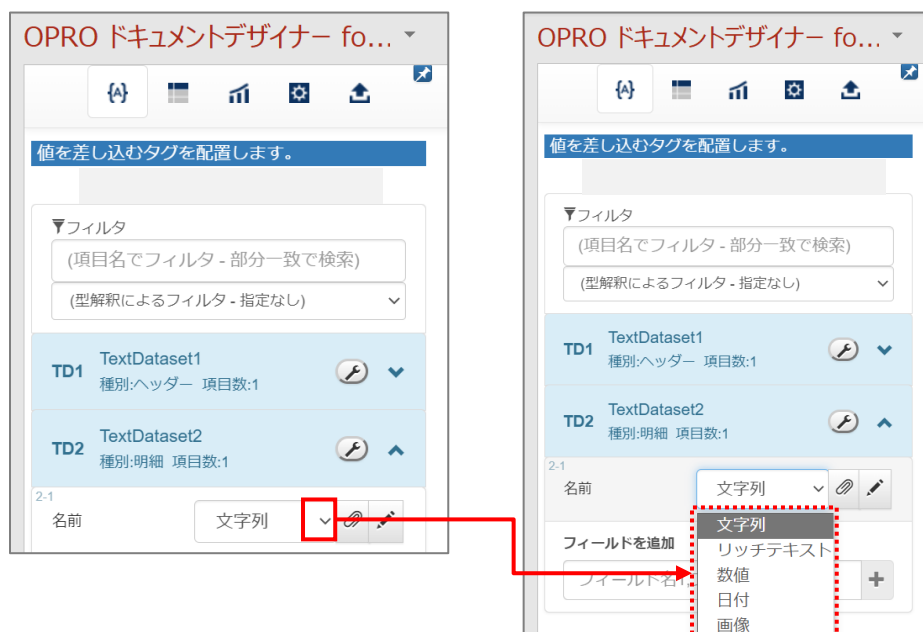 OPRO ドキュメントデザイナー fo...
{A}
値を差し込むタグを配置します。
フィルタ
(項目名でフィルタ - 部分一致で検索)
(型解釈によるフィルタ - 指定なし)
TD1
TextDataset1
種別:ヘッダー 項目数:1
TD2
TextDataset2
種別:明細 項目数:1
2-1
名前
文字列
OPRO ドキュメントデザイナー fo...
{A}
値を差し込むタグを配置します。
フィルタ
(項目名でフィルタ - 部分一致で検索)
(型解釈によるフィルタ - 指定なし)
TD1
TextDataset1
種別:ヘッダー 項目数:1
TD2
TextDataset2
種別:明細 項目数:1
2-1
名前
文字列
文字列
フィールドを追加
リッチテキスト
フィールド名
数値
日付
画像